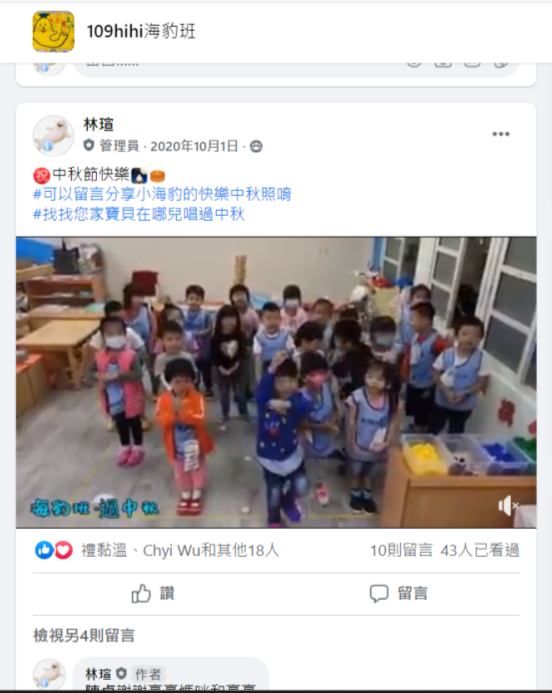 109hihi海豹班
林瑄
管理員 · 2020年10月1日 ·
㊗️中秋節快樂🎑🥮
#可以留言分享小海豹的快樂中秋照唷
#找找您家寶貝在哪兒唱過中秋
海豹班-過中秋
禮黏溫、Chyi Wu和其他18人
10則留言 43人已看過
讚
留言
檢視另4則留言
林瑄 作者